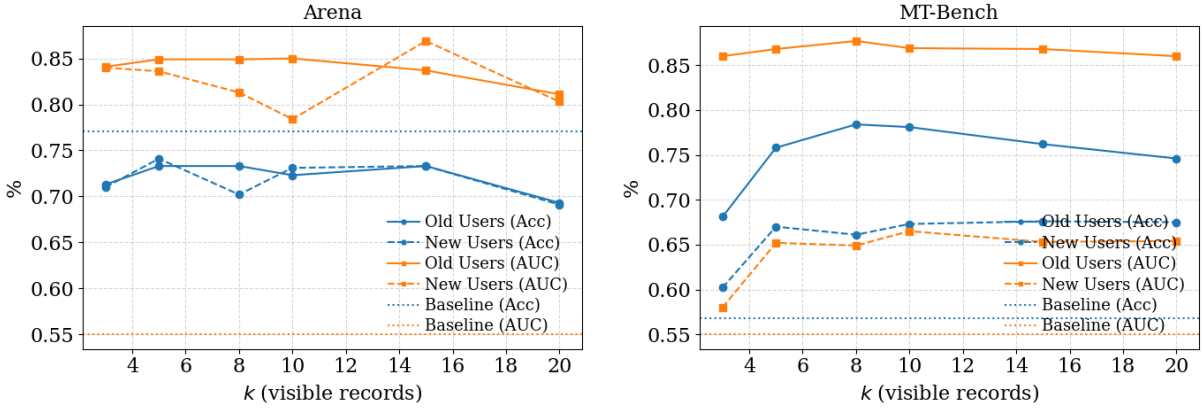 Arena
%
0.85
0.80
0.75
0.70
0.65
0.60
0.55
4 6 8 10 12 14 16 18 20
k (visible records)
Old Users (Acc)
New Users (Acc)
Old Users (AUC)
New Users (AUC)
Baseline (Acc)
Baseline (AUC)
MT-Bench
%
0.85
0.80
0.75
0.70
0.65
0.60
0.55
4 6 8 10 12 14 16 18 20
k (visible records)
Old Users (Acc)
New Users (Acc)
Old Users (AUC)
New Users (AUC)
Baseline (Acc)
Baseline (AUC)